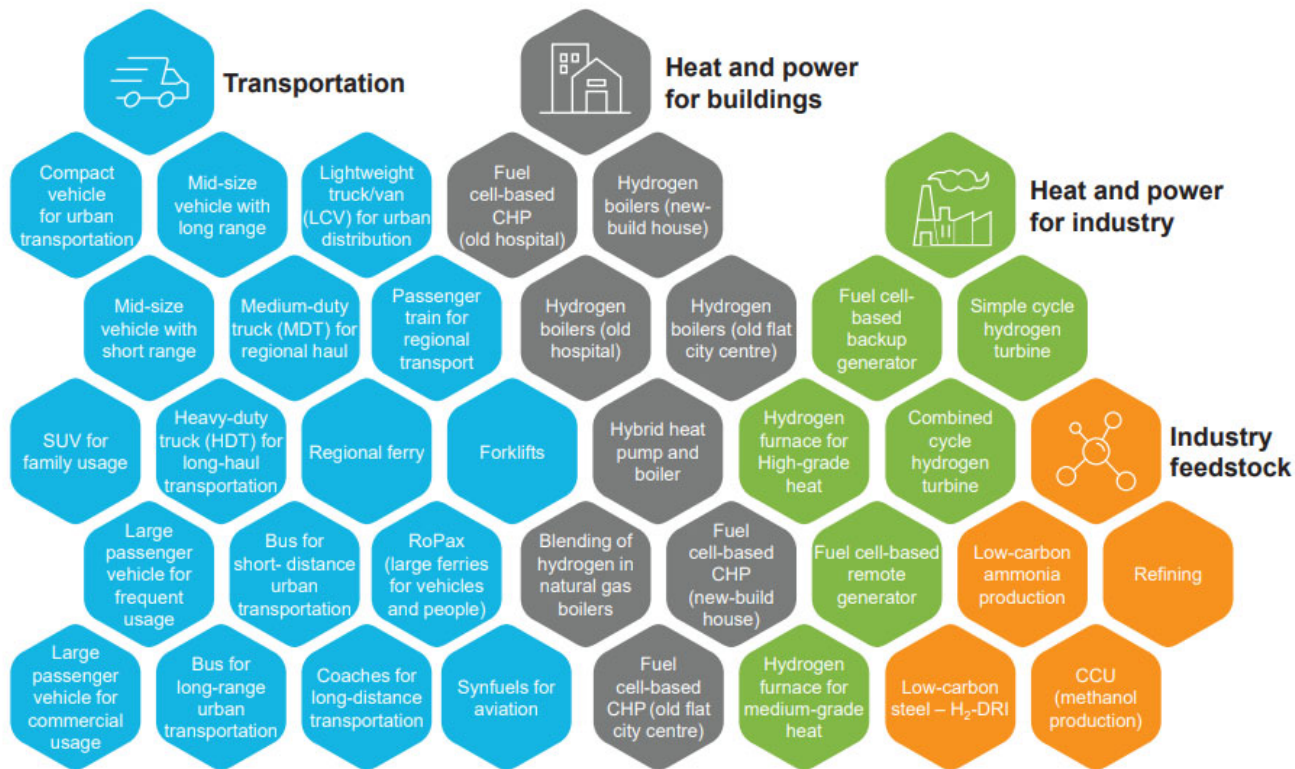 Transportation
Heat and power
for buildings
Heat and power
for industry
Industry
feedstock
Compact
vehicle
for urban
transportation
Mid-size
vehicle with
long range
Lightweight
truck/van
(LCV) for urban
distribution
Fuel
cell-based
CHP
(old hospital)
Hydrogen
boilers (new-
build house)
Mid-size
vehicle with
short range
Medium-duty
truck (MDT) for
regional haul
Passenger
train for
regional
transport
Hydrogen
boilers (old
hospital)
Hydrogen
boilers (old flat
city centre)
Fuel cell-
based
backup
generator
Simple cycle
hydrogen
turbine
SUV for
family usage
Heavy-duty
truck (HDT) for
long-haul
transportation
Regional ferry
Forklifts
Hybrid heat
pump and
boiler
Hydrogen
furnace for
High-grade
heat
Combined
cycle
hydrogen
turbine
Large
passenger
vehicle for
frequent
usage
Bus for
short- distance
urban
transportation
RoPax
(large ferries
for vehicles
and people)
Blending of
hydrogen in
natural gas
boilers
Fuel
cell-based
CHP
(new-build
house)
Fuel cell-based
remote
generator
Low-carbon
ammonia
production
Refining
Large
passenger
vehicle for
commercial
usage
Bus for
long-range
urban
transportation
Coaches for
long-distance
transportation
Synfuels for
aviation
Fuel
cell-based
CHP (old flat
city centre)
Hydrogen
furnace for
medium-grade
heat
Low-carbon
steel – H₂-DRI
CCU
(methanol
production)